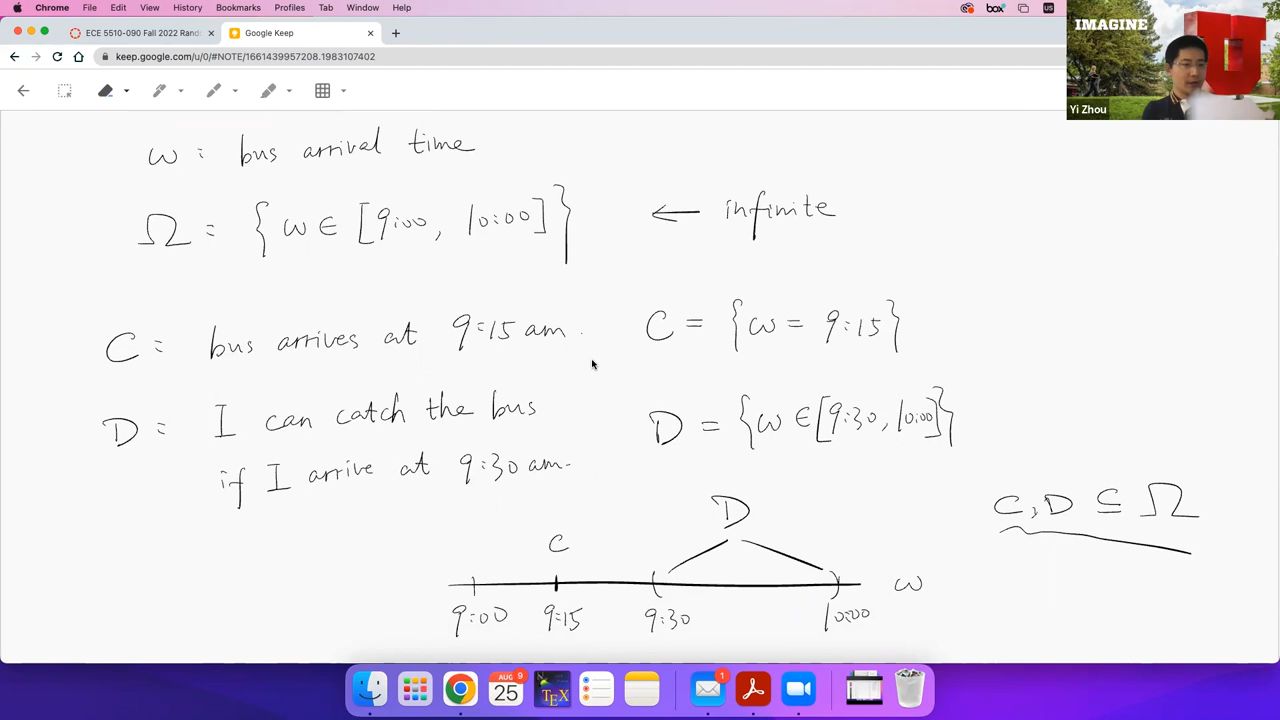 Chrome File Edit View History Bookmarks Profiles Tab Window Help
box
US
ECE 5510-090 Fall 2022 Rand
Google Keep
keep.google.com/u/0/#NOTE/1661439957208.1983107402
IMAGINE
U
Yi Zhou
ω : bus arrival time
Ω = {ω ∈ [9:00, 10:00]} ← infinite
C = bus arrives at 9:15 am. C = {ω = 9:15}
D = I can catch the bus D = {ω ∈ [9:30, 10:00]}
if I arrive at 9:30 am.
C, D ⊆ Ω
D
C
ω
9:00 9:15 9:30 10:00
AUG 9
25
TEX
1